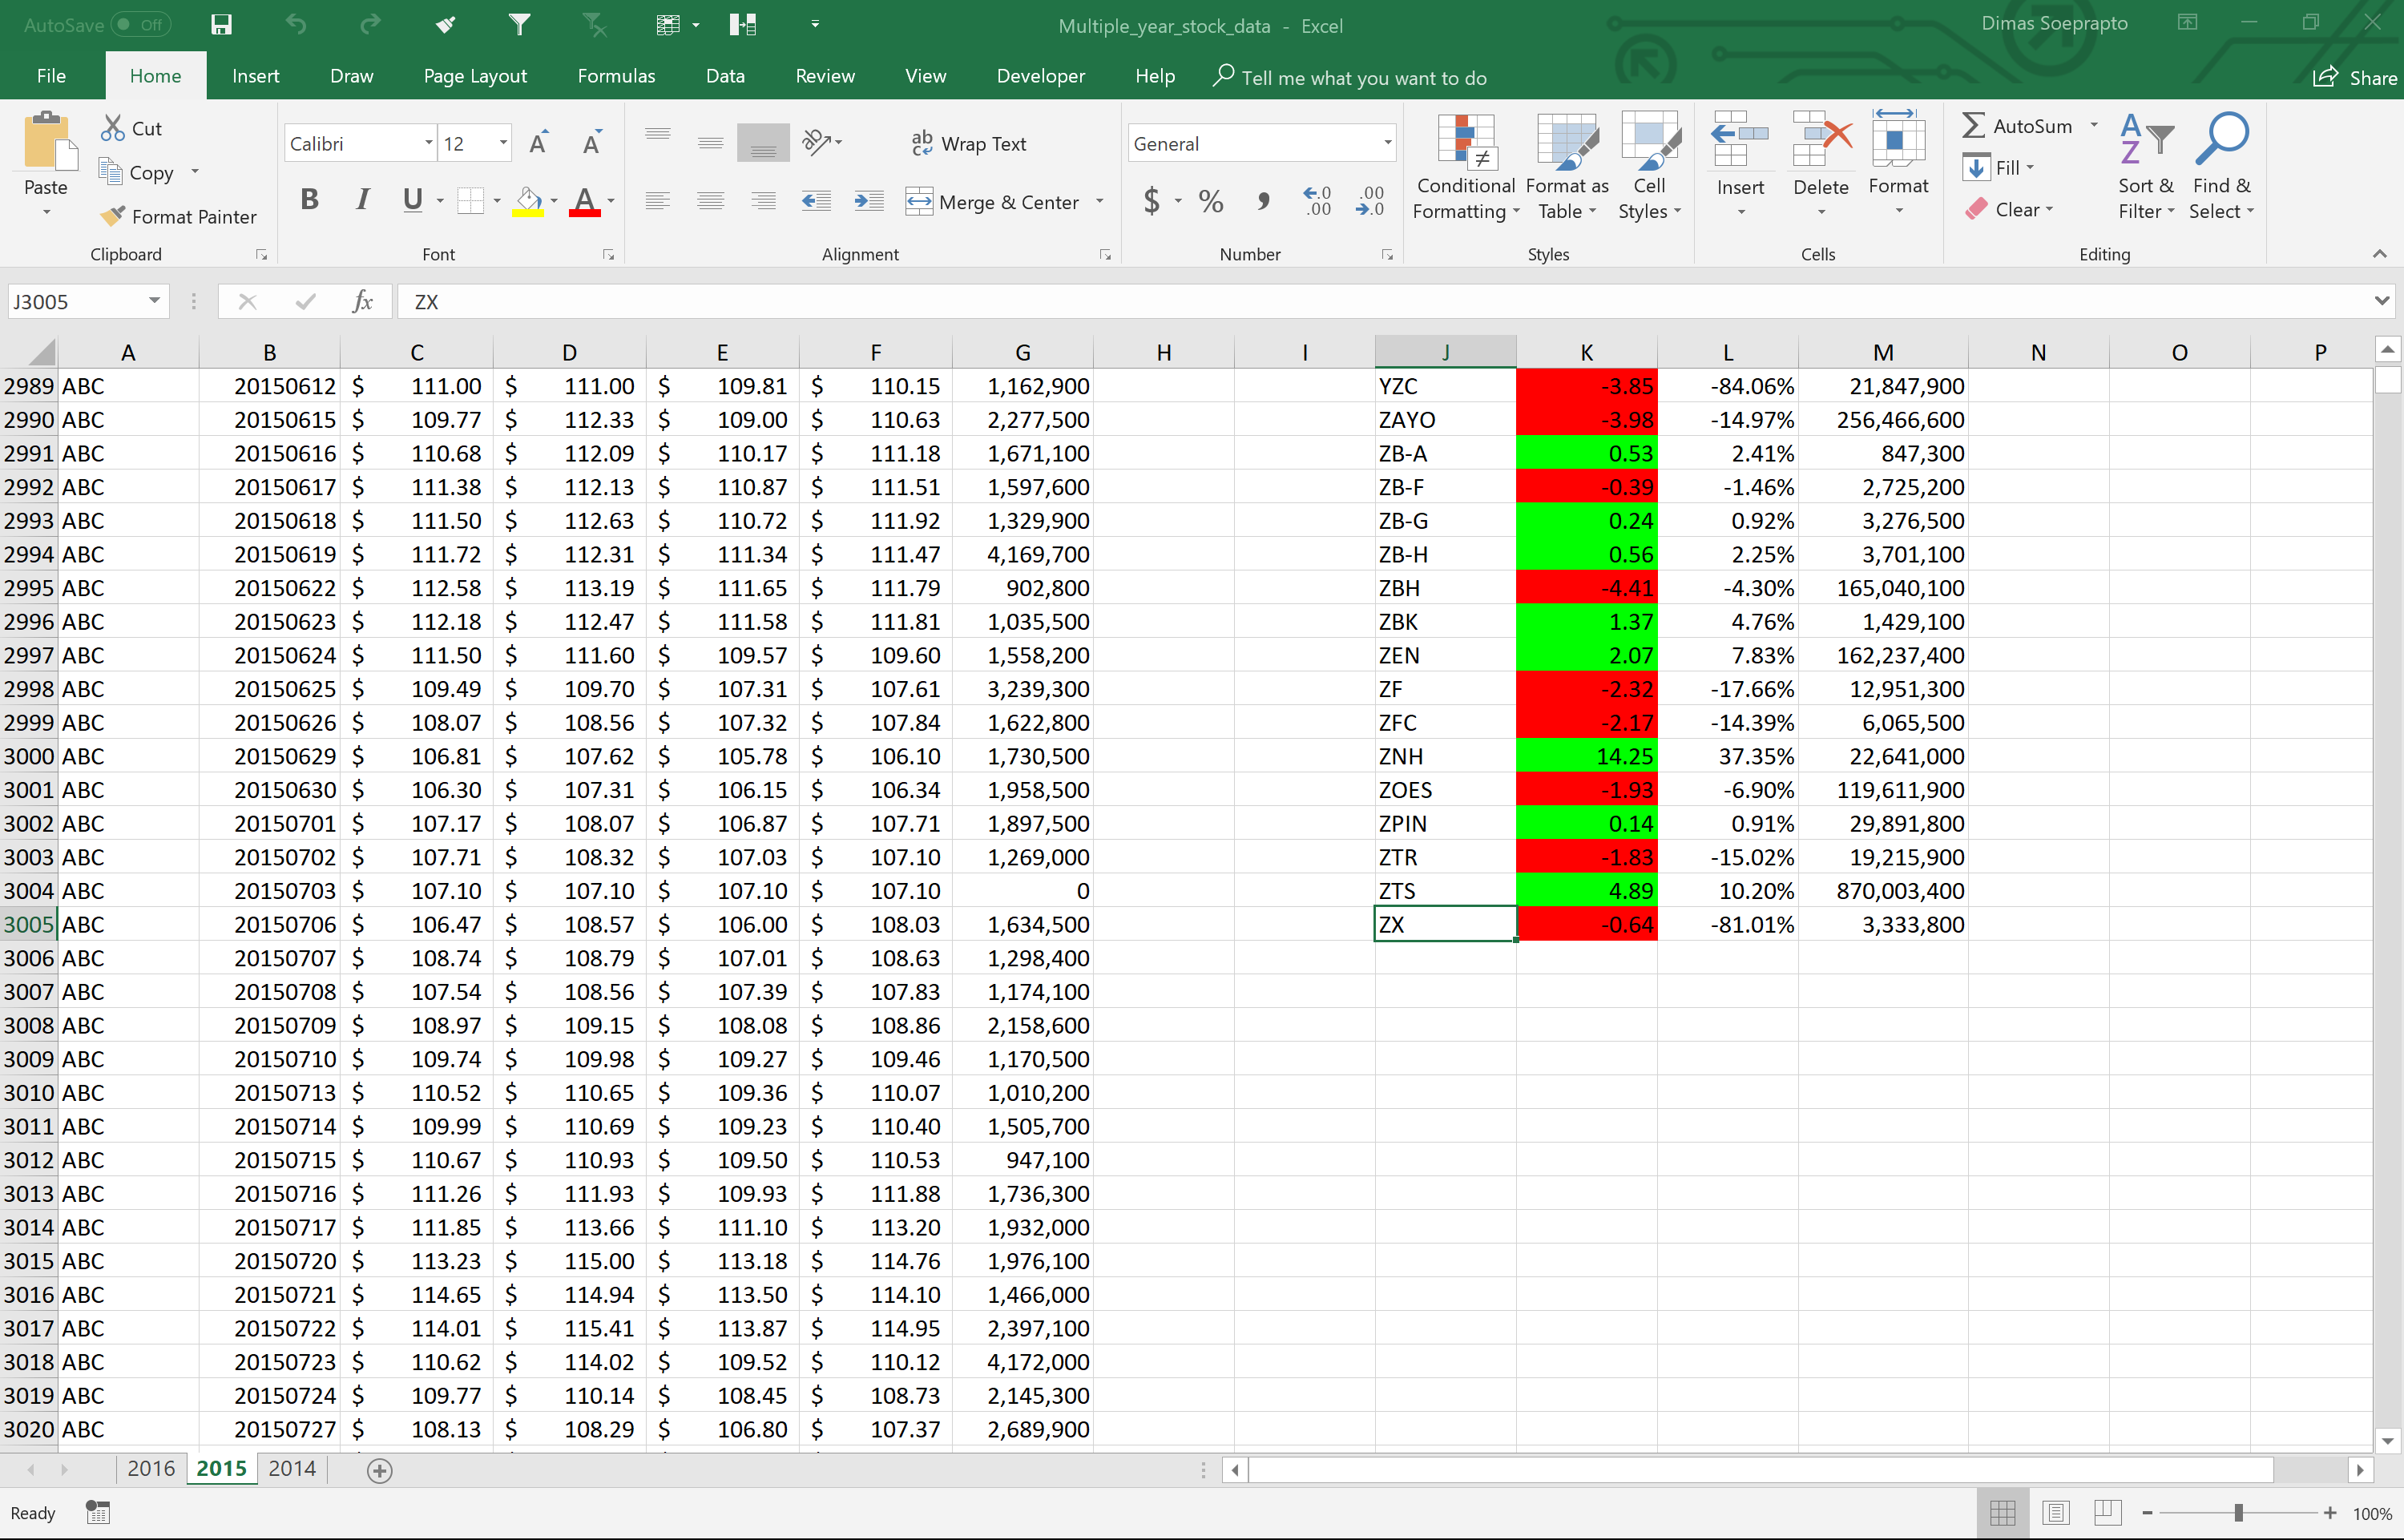 AutoSave Off Multiple_year_stock_data - Excel Dimas Soeprapto
File Home Insert Draw Page Layout Formulas Data Review View Developer Help Tell me what you want to do Share
Paste Cut Copy Format Painter Clipboard
Calibri 12 B I U A Font
ab Wrap Text Merge & Center Alignment
General $ % , .0 .00 .00 .0 Number
Conditional Formatting Format as Table Cell Styles Styles
Insert Delete Format Cells
AutoSum Fill Clear Sort & Filter Find & Select Editing
J3005 fx ZX
A B C D E F G H I J K L M N O P
2989 ABC 20150612 $ 111.00 $ 111.00 $ 109.81 $ 110.15 1,162,900 YZC -3.85 -84.06% 21,847,900
2990 ABC 20150615 $ 109.77 $ 112.33 $ 109.00 $ 110.63 2,277,500 ZAYO -3.98 -14.97% 256,466,600
2991 ABC 20150616 $ 110.68 $ 112.09 $ 110.17 $ 111.18 1,671,100 ZB-A 0.53 2.41% 847,300
2992 ABC 20150617 $ 111.38 $ 112.13 $ 110.87 $ 111.51 1,597,600 ZB-F -0.39 -1.46% 2,725,200
2993 ABC 20150618 $ 111.50 $ 112.63 $ 110.72 $ 111.92 1,329,900 ZB-G 0.24 0.92% 3,276,500
2994 ABC 20150619 $ 111.72 $ 112.31 $ 111.34 $ 111.47 4,169,700 ZB-H 0.56 2.25% 3,701,100
2995 ABC 20150622 $ 112.58 $ 113.19 $ 111.65 $ 111.79 902,800 ZBH -4.41 -4.30% 165,040,100
2996 ABC 20150623 $ 112.18 $ 112.47 $ 111.58 $ 111.81 1,035,500 ZBK 1.37 4.76% 1,429,100
2997 ABC 20150624 $ 111.50 $ 111.60 $ 109.57 $ 109.60 1,558,200 ZEN 2.07 7.83% 162,237,400
2998 ABC 20150625 $ 109.49 $ 109.70 $ 107.31 $ 107.61 3,239,300 ZF -2.32 -17.66% 12,951,300
2999 ABC 20150626 $ 108.07 $ 108.56 $ 107.32 $ 107.84 1,622,800 ZFC -2.17 -14.39% 6,065,500
3000 ABC 20150629 $ 106.81 $ 107.62 $ 105.78 $ 106.10 1,730,500 ZNH 14.25 37.35% 22,641,000
3001 ABC 20150630 $ 106.30 $ 107.31 $ 106.15 $ 106.34 1,958,500 ZOES -1.93 -6.90% 119,611,900
3002 ABC 20150701 $ 107.17 $ 108.07 $ 106.87 $ 107.71 1,897,500 ZPIN 0.14 0.91% 29,891,800
3003 ABC 20150702 $ 107.71 $ 108.32 $ 107.03 $ 107.10 1,269,000 ZTR -1.83 -15.02% 19,215,900
3004 ABC 20150703 $ 107.10 $ 107.10 $ 107.10 $ 107.10 0 ZTS 4.89 10.20% 870,003,400
3005 ABC 20150706 $ 106.47 $ 108.57 $ 106.00 $ 108.03 1,634,500 ZX -0.64 -81.01% 3,333,800
3006 ABC 20150707 $ 108.74 $ 108.79 $ 107.01 $ 108.63 1,298,400
3007 ABC 20150708 $ 107.54 $ 108.56 $ 107.39 $ 107.83 1,174,100
3008 ABC 20150709 $ 108.97 $ 109.15 $ 108.08 $ 108.86 2,158,600
3009 ABC 20150710 $ 109.74 $ 109.98 $ 109.27 $ 109.46 1,170,500
3010 ABC 20150713 $ 110.52 $ 110.65 $ 109.36 $ 110.07 1,010,200
3011 ABC 20150714 $ 109.99 $ 110.69 $ 109.23 $ 110.40 1,505,700
3012 ABC 20150715 $ 110.67 $ 110.93 $ 109.50 $ 110.53 947,100
3013 ABC 20150716 $ 111.26 $ 111.93 $ 109.93 $ 111.88 1,736,300
3014 ABC 20150717 $ 111.85 $ 113.66 $ 111.10 $ 113.20 1,932,000
3015 ABC 20150720 $ 113.23 $ 115.00 $ 113.18 $ 114.76 1,976,100
3016 ABC 20150721 $ 114.65 $ 114.94 $ 113.50 $ 114.10 1,466,000
3017 ABC 20150722 $ 114.01 $ 115.41 $ 113.87 $ 114.95 2,397,100
3018 ABC 20150723 $ 110.62 $ 114.02 $ 109.52 $ 110.12 4,172,000
3019 ABC 20150724 $ 109.77 $ 110.14 $ 108.45 $ 108.73 2,145,300
3020 ABC 20150727 $ 108.13 $ 108.29 $ 106.80 $ 107.37 2,689,900
2016 2015 2014
Ready 100%